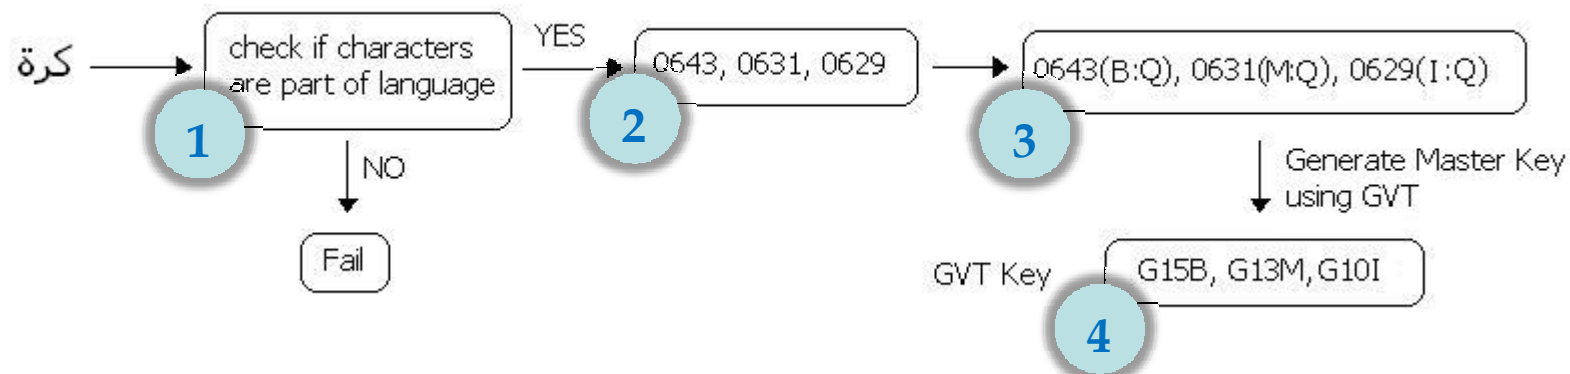 كرة
check if characters
are part of language
1
YES
0643, 0631, 0629
2
0643(B:Q), 0631(M:Q), 0629(I:Q)
3
NO
Fail
Generate Master Key
using GVT
GVT Key
G15B, G13M, G10I
4